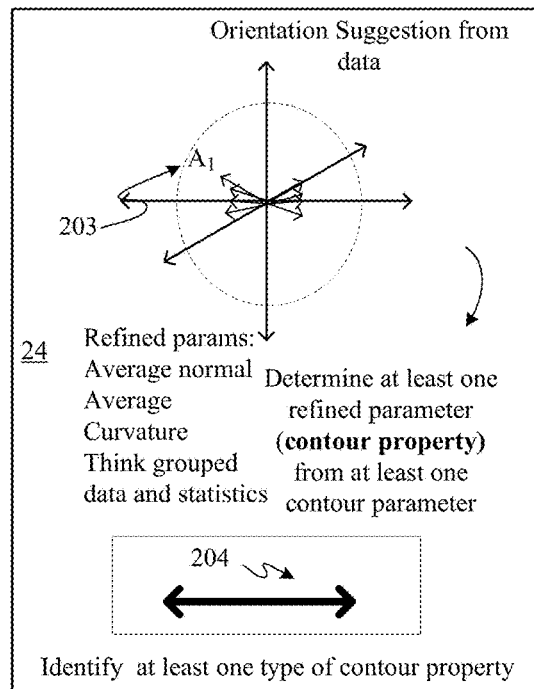 Orientation Suggestion from
data
A1
203
24
Refined params:
Average normal
Average
Curvature
Think grouped
data and statistics
Determine at least one
refined parameter
(contour property)
from at least one
contour parameter
204
Identify at least one type of contour property